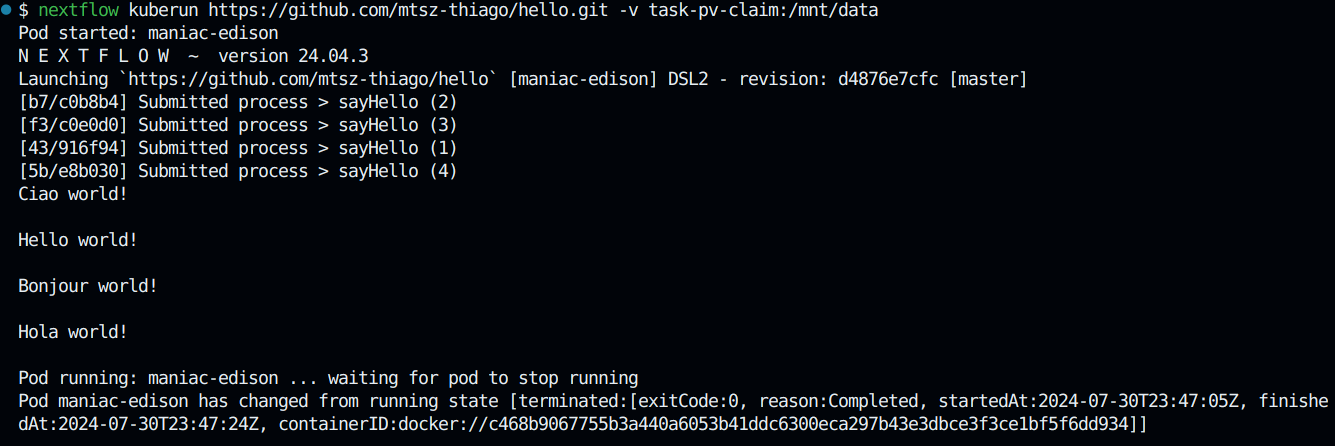 $ nextflow kuberun https://github.com/mtsz-thiago/hello.git -v task-pv-claim:/mnt/data
Pod started: maniac-edison
N E X T F L O W  ~  version 24.04.3
Launching `https://github.com/mtsz-thiago/hello` [maniac-edison] DSL2 - revision: d4876e7cfc [master]
[b7/c0b8b4] Submitted process > sayHello (2)
[f3/c0e0d0] Submitted process > sayHello (3)
[43/916f94] Submitted process > sayHello (1)
[5b/e8b030] Submitted process > sayHello (4)
Ciao world!
Hello world!
Bonjour world!
Hola world!
Pod running: maniac-edison ... waiting for pod to stop running
Pod maniac-edison has changed from running state [terminated:[exitCode:0, reason:Completed, startedAt:2024-07-30T23:47:05Z, finishe
dAt:2024-07-30T23:47:24Z, containerID:docker://c468b9067755b3a440a6053b41ddc6300eca297b43e3dbce3f3ce1bf5f6dd934]]